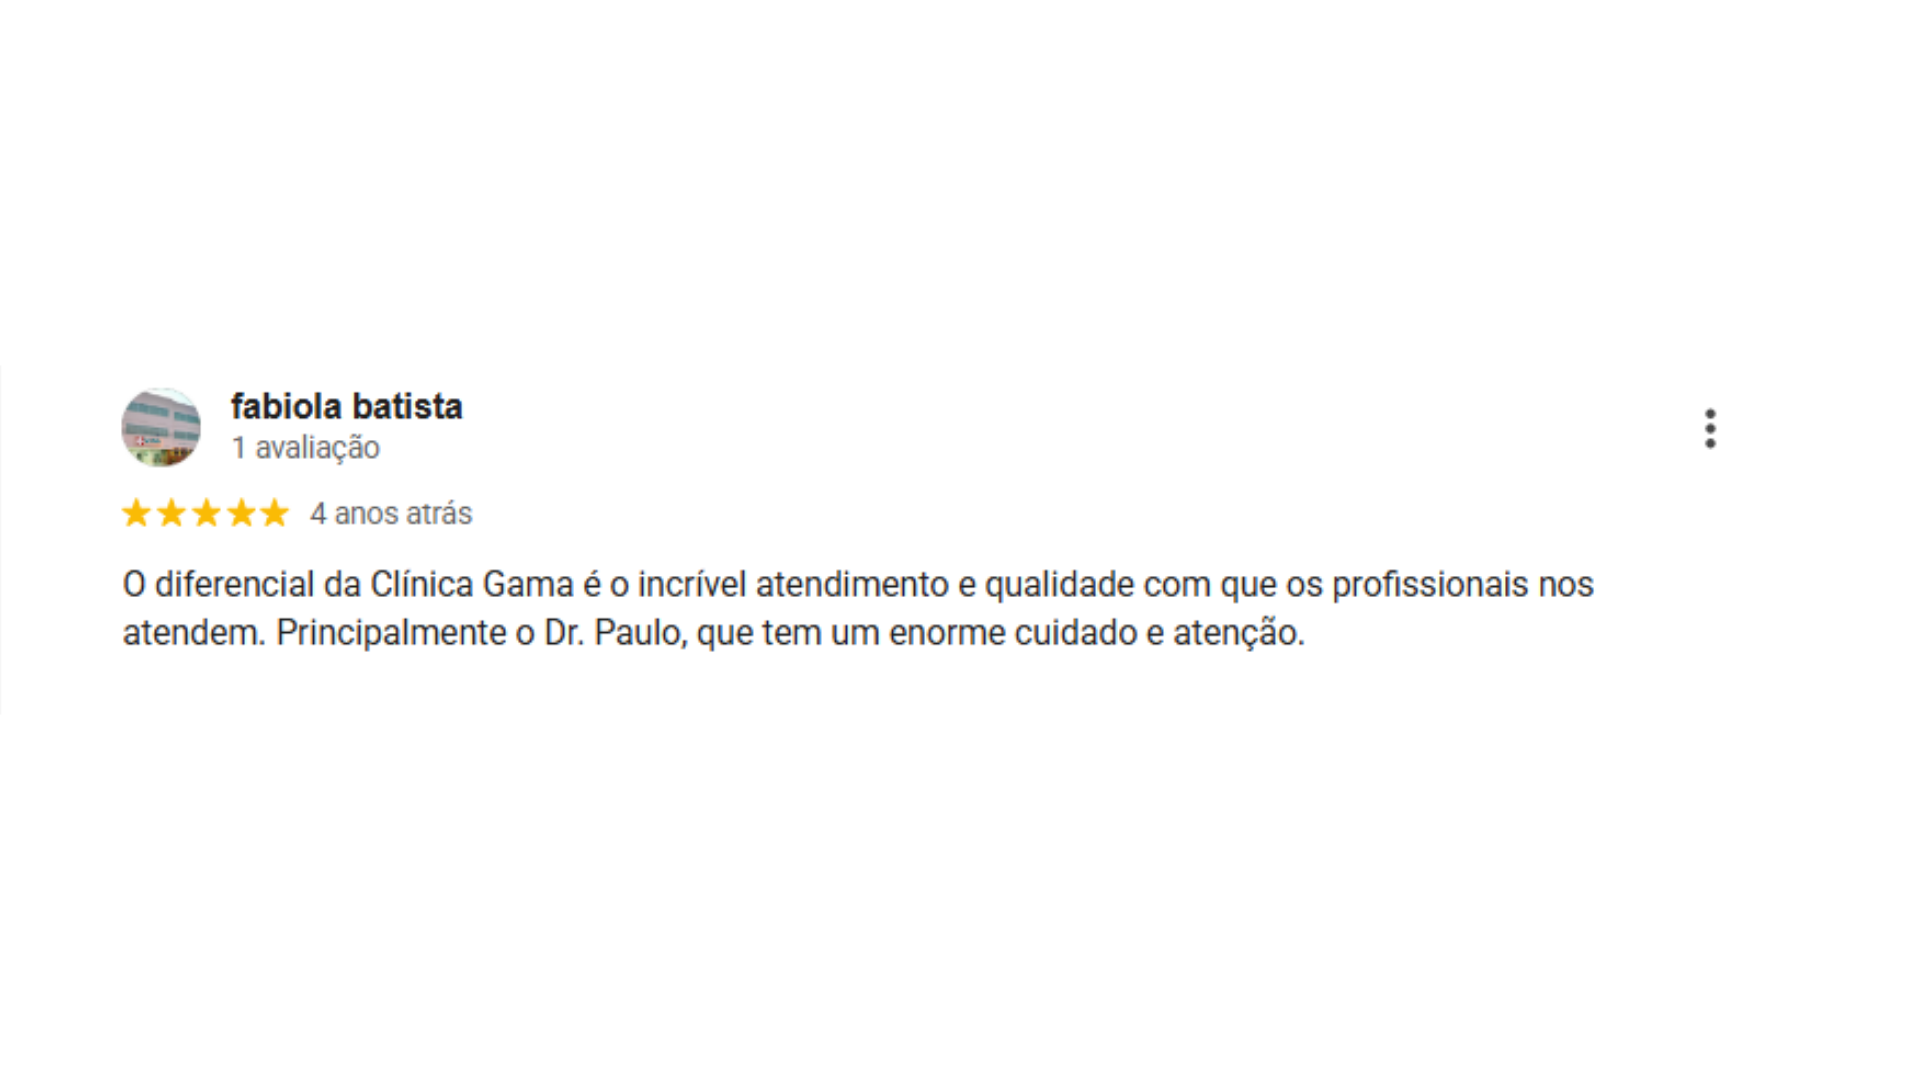 fabiola batista
1 avaliação
4 anos atrás
O diferencial da Clínica Gama é o incrível atendimento e qualidade com que os profissionais nos
atendem. Principalmente o Dr. Paulo, que tem um enorme cuidado e atenção.